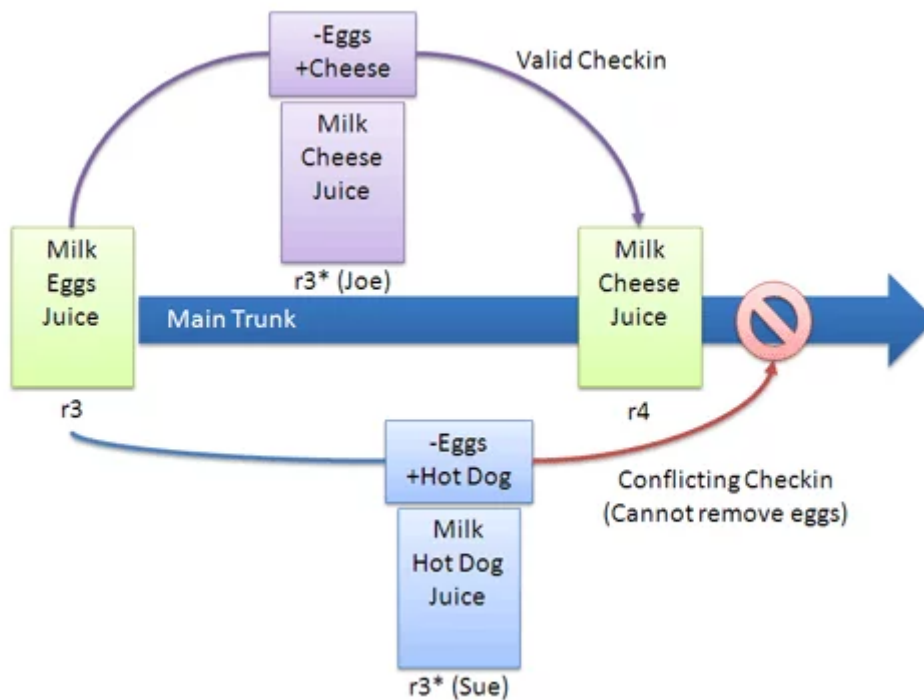 -Eggs
+Cheese
Valid Checkin
Milk
Cheese
Juice
r3* (Joe)
Milk
Eggs
Juice
r3
Main Trunk
Milk
Cheese
Juice
r4
-Eggs
+Hot Dog
Conflicting Checkin
(Cannot remove eggs)
Milk
Hot Dog
Juice
r3* (Sue)